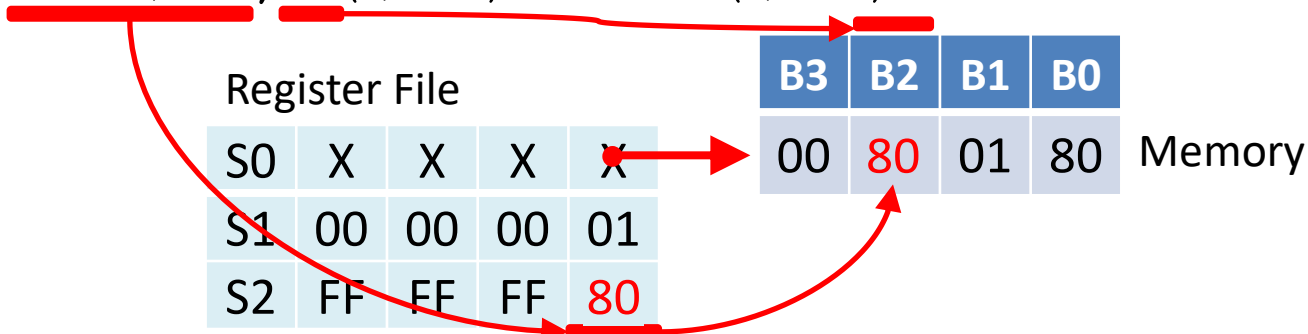 B3 B2 B1 B0
Register File
S0 X X X X 00 80 01 80 Memory
S1 00 00 00 01
S2 FF FF FF 80